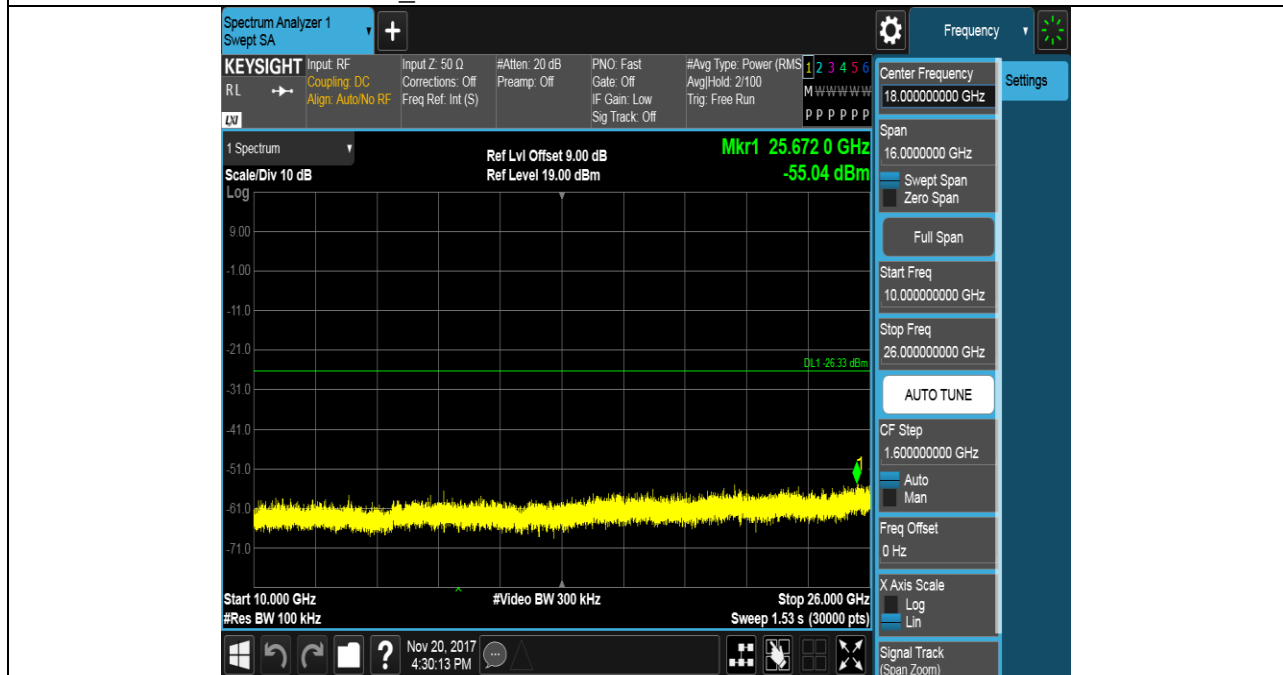 Spectrum Analyzer 1
Swept SA
Frequency
KEYSIGHT
RL
LXI
Input: RF
Coupling: DC
Align: Auto/No RF
Input Z: 50 Ω
Corrections: Off
Freq Ref: Int (S)
#Atten: 20 dB
Preamp: Off
PNO: Fast
Gate: Off
IF Gain: Low
Sig Track: Off
#Avg Type: Power (RMS
Avg|Hold: 2/100
Trig: Free Run
1 2 3 4 5 6
M W W W W W
P P P P P P
1 Spectrum
Scale/Div 10 dB
Ref Lvl Offset 9.00 dB
Ref Level 19.00 dBm
Mkr1 25.672 0 GHz
-55.04 dBm
Log
9.00
-1.00
-11.0
-21.0
DL1 -26.33 dBm
-31.0
-41.0
-51.0
1
-61.0
-71.0
Start 10.000 GHz
#Video BW 300 kHz
Stop 26.000 GHz
#Res BW 100 kHz
Sweep 1.53 s (30000 pts)
Nov 20, 2017
4:30:13 PM
Center Frequency
18.000000000 GHz
Settings
Span
16.0000000 GHz
Swept Span
Zero Span
Full Span
Start Freq
10.000000000 GHz
Stop Freq
26.000000000 GHz
AUTO TUNE
CF Step
1.600000000 GHz
Auto
Man
Freq Offset
0 Hz
X Axis Scale
Log
Lin
Signal Track
(Span Zoom)